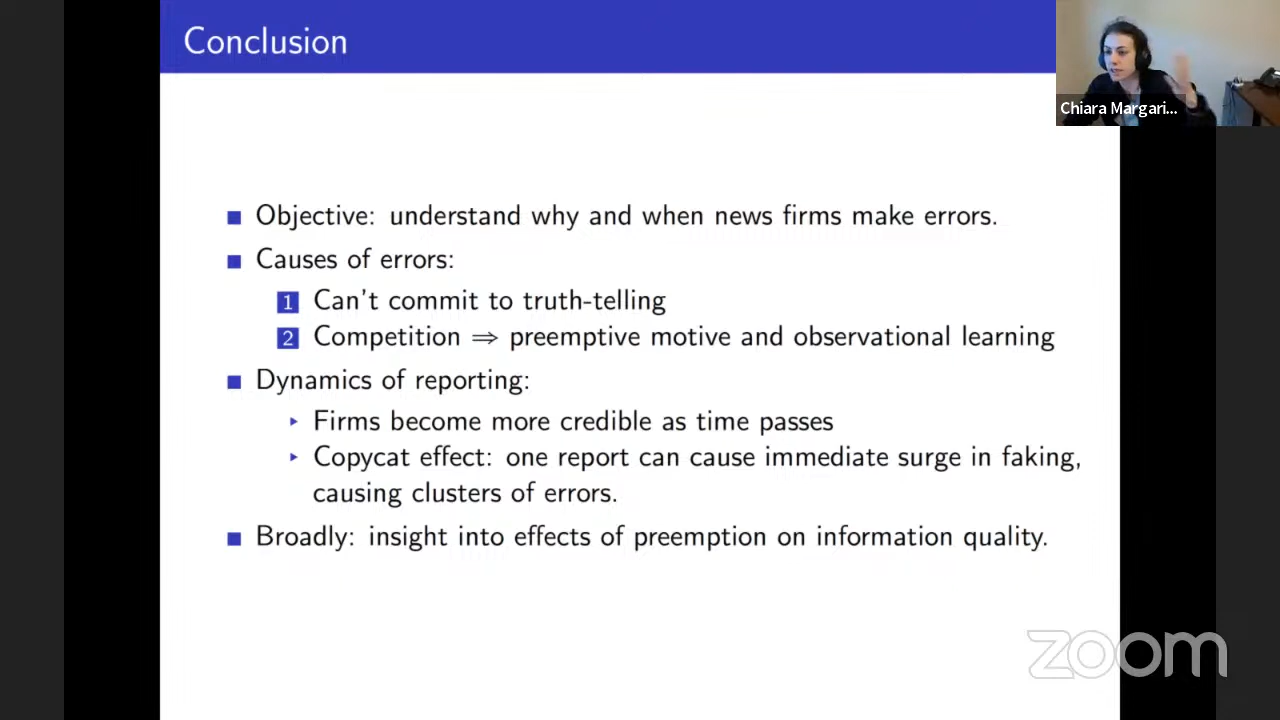 Conclusion
Chiara Margari...
Objective: understand why and when news firms make errors.
Causes of errors:
1 Can't commit to truth-telling
2 Competition ⇒ preemptive motive and observational learning
Dynamics of reporting:
Firms become more credible as time passes
Copycat effect: one report can cause immediate surge in faking,
causing clusters of errors.
Broadly: insight into effects of preemption on information quality.
zoom